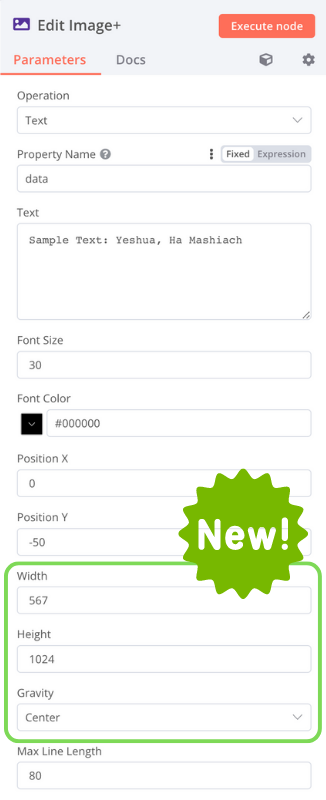 Edit Image+
Execute node
Parameters
Docs
Operation
Text
Property Name
Fixed
Expression
data
Text
Sample Text: Yeshua, Ha Mashiach
Font Size
30
Font Color
#000000
Position X
0
Position Y
-50
New!
Width
567
Height
1024
Gravity
Center
Max Line Length
80